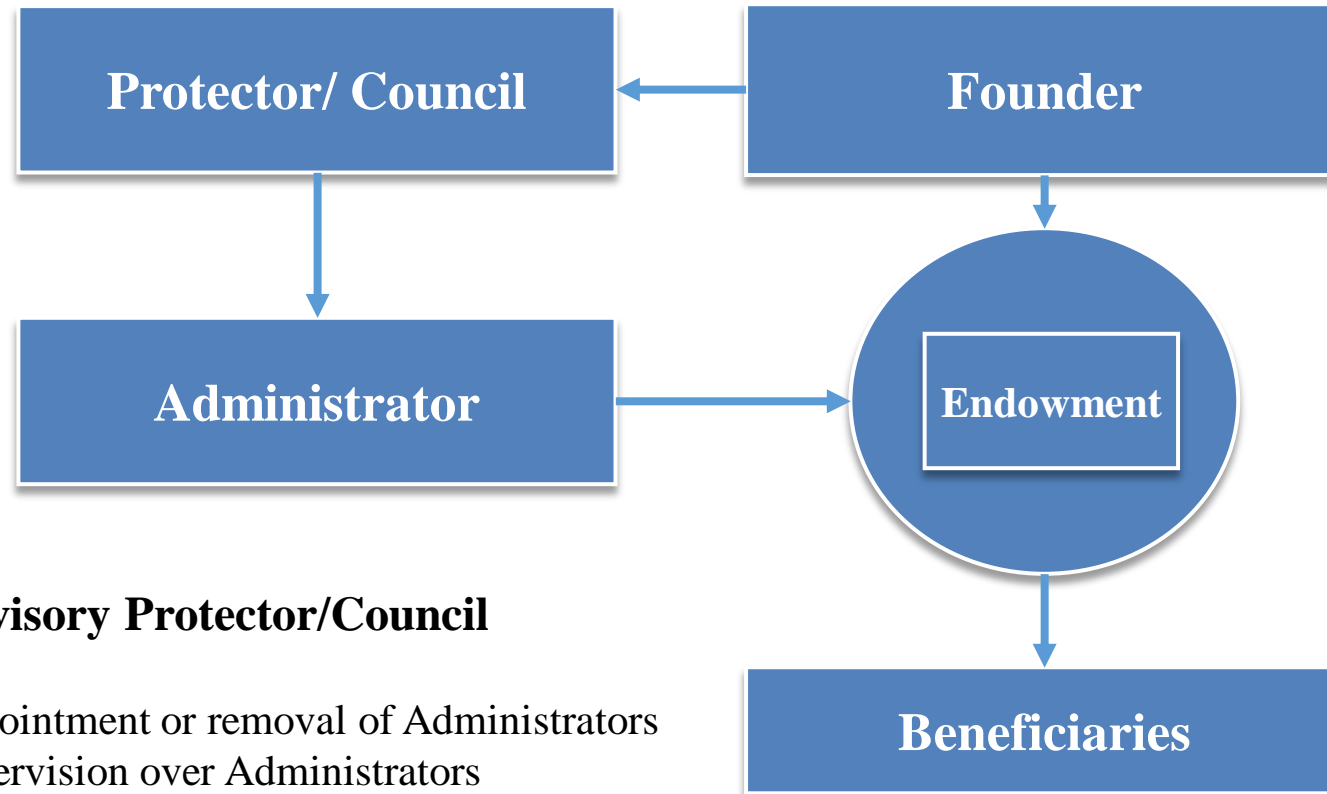 Protector/ Council
Founder
Administrator
Endowment
visory Protector/Council
ointment or removal of Administrators
ervision over Administrators
Beneficiaries